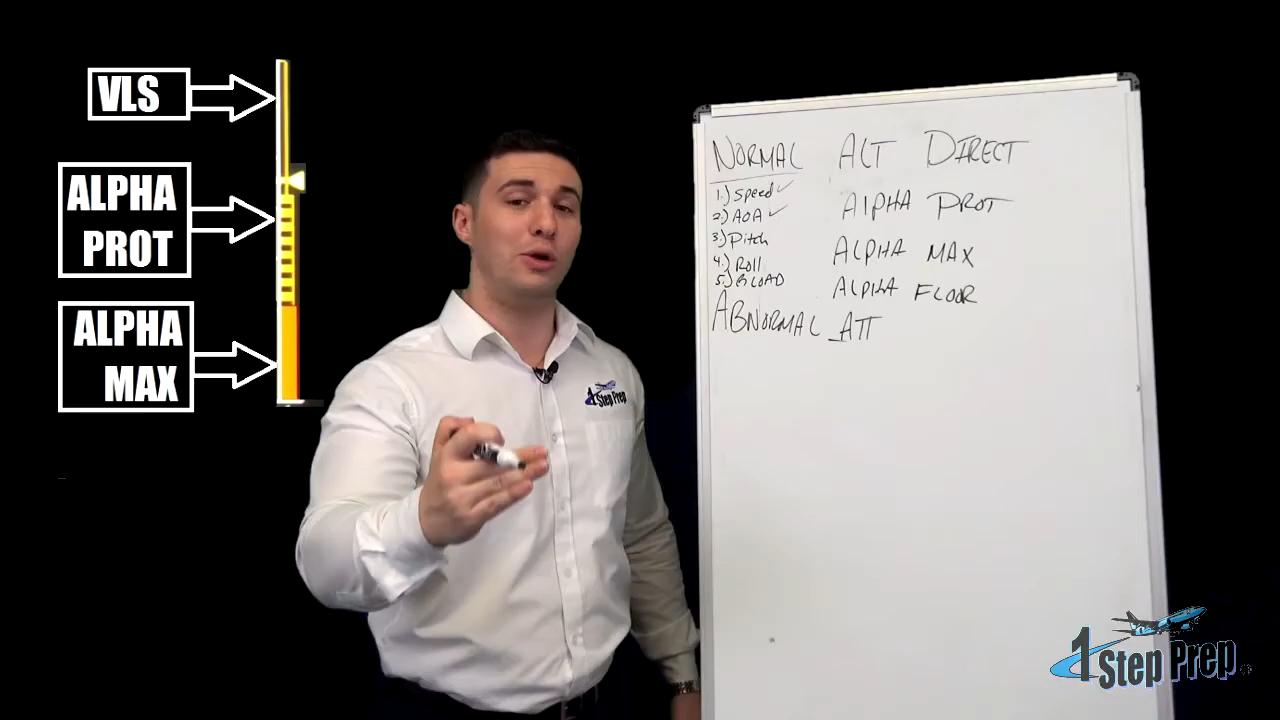 VLS
ALPHA
PROT
ALPHA
MAX
NORMAL ALT DIRECT
1.) Speed ✓
2.) AOA ✓
3.) Pitch
4.) Roll
5.) G LOAD
ALPHA PROT
ALPHA MAX
ALPHA FLOOR
ABNORMAL ATT
1 Step Prep
1 Step Prep